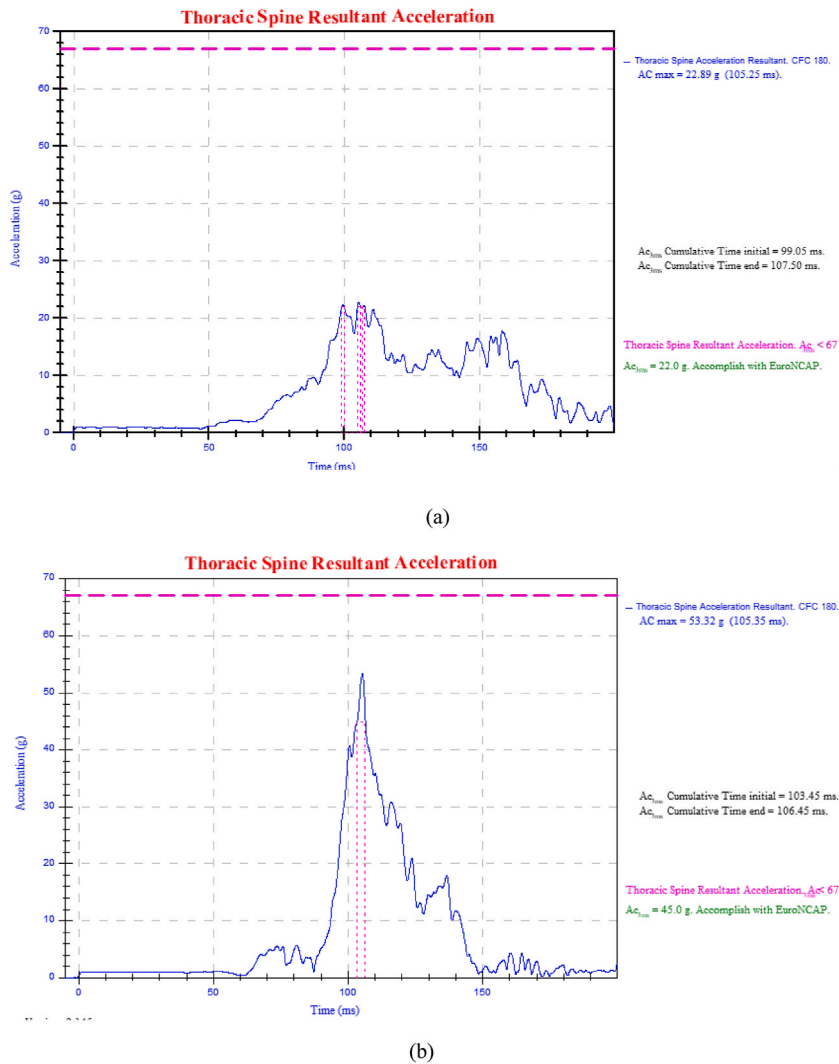 Thoracic Spine Resultant Acceleration
70
60
50
40
30
20
10
0
Acceleration (g)
0 50 100 150
Time (ms)
— Thoracic Spine Acceleration Resultant. CFC 180.
AC max = 22.89 g (105.25 ms).
Ac3ms Cumulative Time initial = 99.05 ms.
Ac3ms Cumulative Time end = 107.50 ms.
Thoracic Spine Resultant Acceleration. Ac3ms < 67
Ac3ms = 22.0 g. Accomplish with EuroNCAP.
(a)
Thoracic Spine Resultant Acceleration
70
60
50
40
30
20
10
0
Acceleration (g)
0 50 100 150
Time (ms)
— Thoracic Spine Acceleration Resultant. CFC 180.
AC max = 53.32 g (105.35 ms).
Ac3ms Cumulative Time initial = 103.45 ms.
Ac3ms Cumulative Time end = 106.45 ms.
Thoracic Spine Resultant Acceleration. Ac3ms< 67
Ac3ms = 45.0 g. Accomplish with EuroNCAP.
(b)